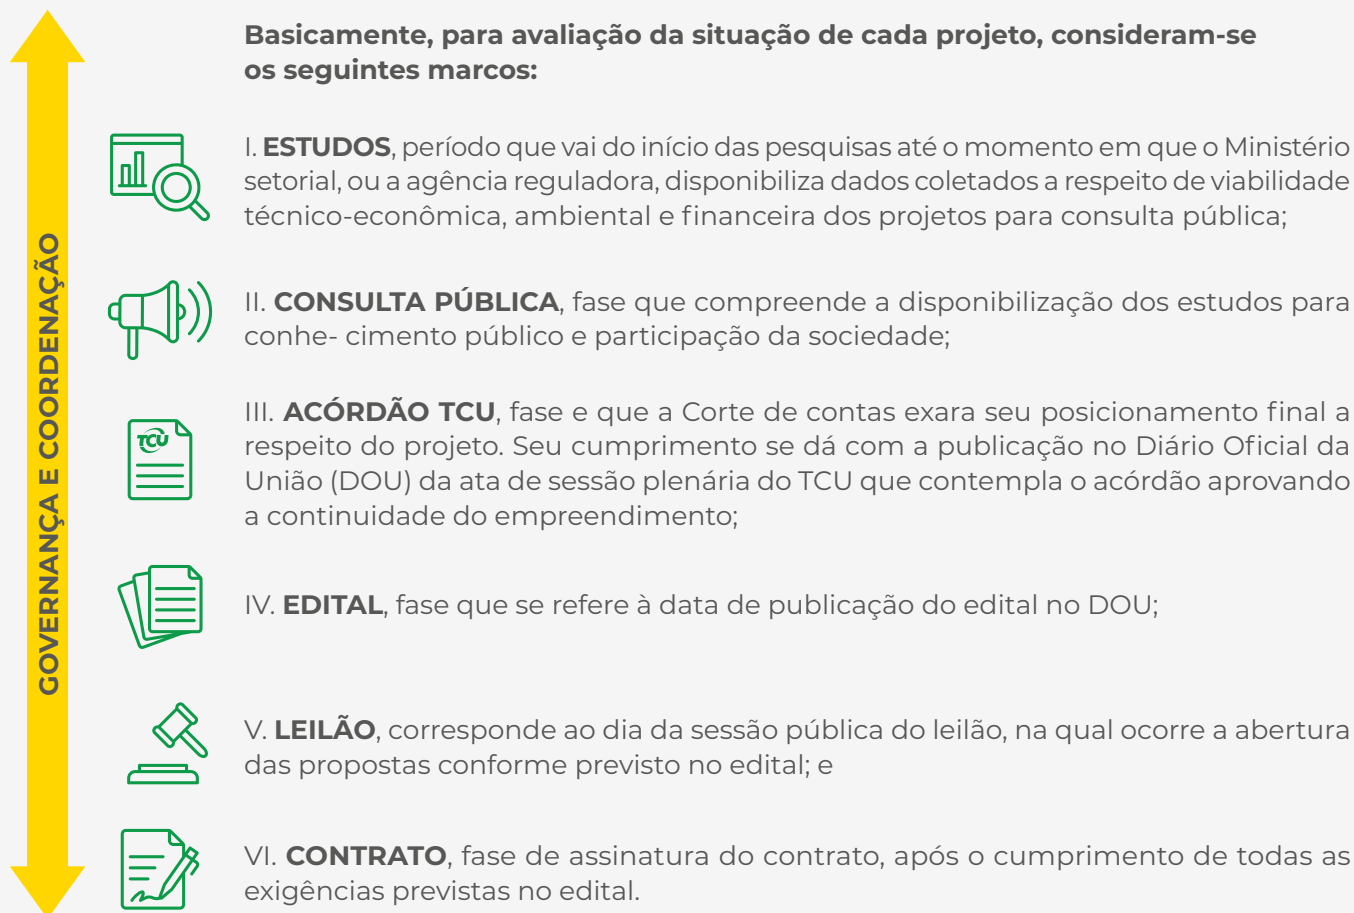 Basicamente, para avaliação da situação de cada projeto, consideram-se
os seguintes marcos:
GOVERNANÇA E COORDENAÇÃO
I. ESTUDOS, período que vai do início das pesquisas até o momento em que o Ministério
setorial, ou a agência reguladora, disponibiliza dados coletados a respeito de viabilidade
técnico-econômica, ambiental e financeira dos projetos para consulta pública;
II. CONSULTA PÚBLICA, fase que compreende a disponibilização dos estudos para
conhe- cimento público e participação da sociedade;
TCU
III. ACÓRDÃO TCU, fase e que a Corte de contas exara seu posicionamento final a
respeito do projeto. Seu cumprimento se dá com a publicação no Diário Oficial da
União (DOU) da ata de sessão plenária do TCU que contempla o acórdão aprovando
a continuidade do empreendimento;
IV. EDITAL, fase que se refere à data de publicação do edital no DOU;
V. LEILÃO, corresponde ao dia da sessão pública do leilão, na qual ocorre a abertura
das propostas conforme previsto no edital; e
VI. CONTRATO, fase de assinatura do contrato, após o cumprimento de todas as
exigências previstas no edital.